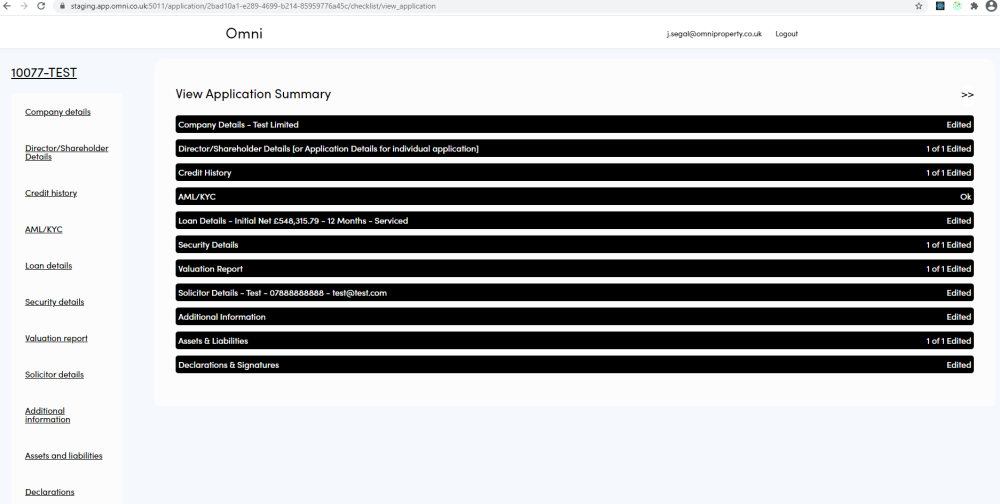 staging.app.omni.co.uk:5011/application/2bad10a1-e289-4699-b214-85959776a45c/checklist/view_application
Omni
j.segal@omniproperty.co.uk Logout
10077-TEST
Company details
Director/Shareholder
Details
Credit history
AML/KYC
Loan details
Security details
Valuation report
Solicitor details
Additional
information
Assets and liabilities
Declarations
View Application Summary >>
Company Details - Test Limited Edited
Director/Shareholder Details [or Application Details for individual application] 1 of 1 Edited
Credit History 1 of 1 Edited
AML/KYC Ok
Loan Details - Initial Net £548,315.79 - 12 Months - Serviced Edited
Security Details 1 of 1 Edited
Valuation Report 1 of 1 Edited
Solicitor Details - Test - 07888888888 - test@test.com Edited
Additional Information Edited
Assets & Liabilities 1 of 1 Edited
Declarations & Signatures Edited